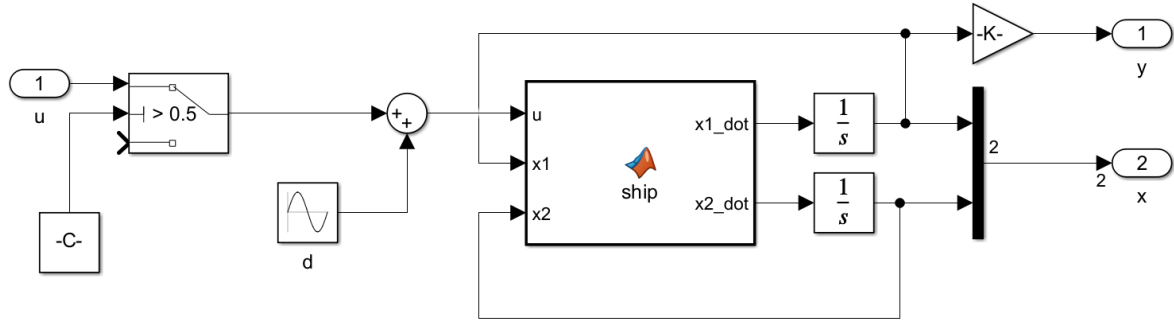 1
u
> 0.5
-C-
+
+
d
u
x1
x2
ship
x1_dot
x2_dot
1
s
1
s
-K-
1
y
2
2
2
x